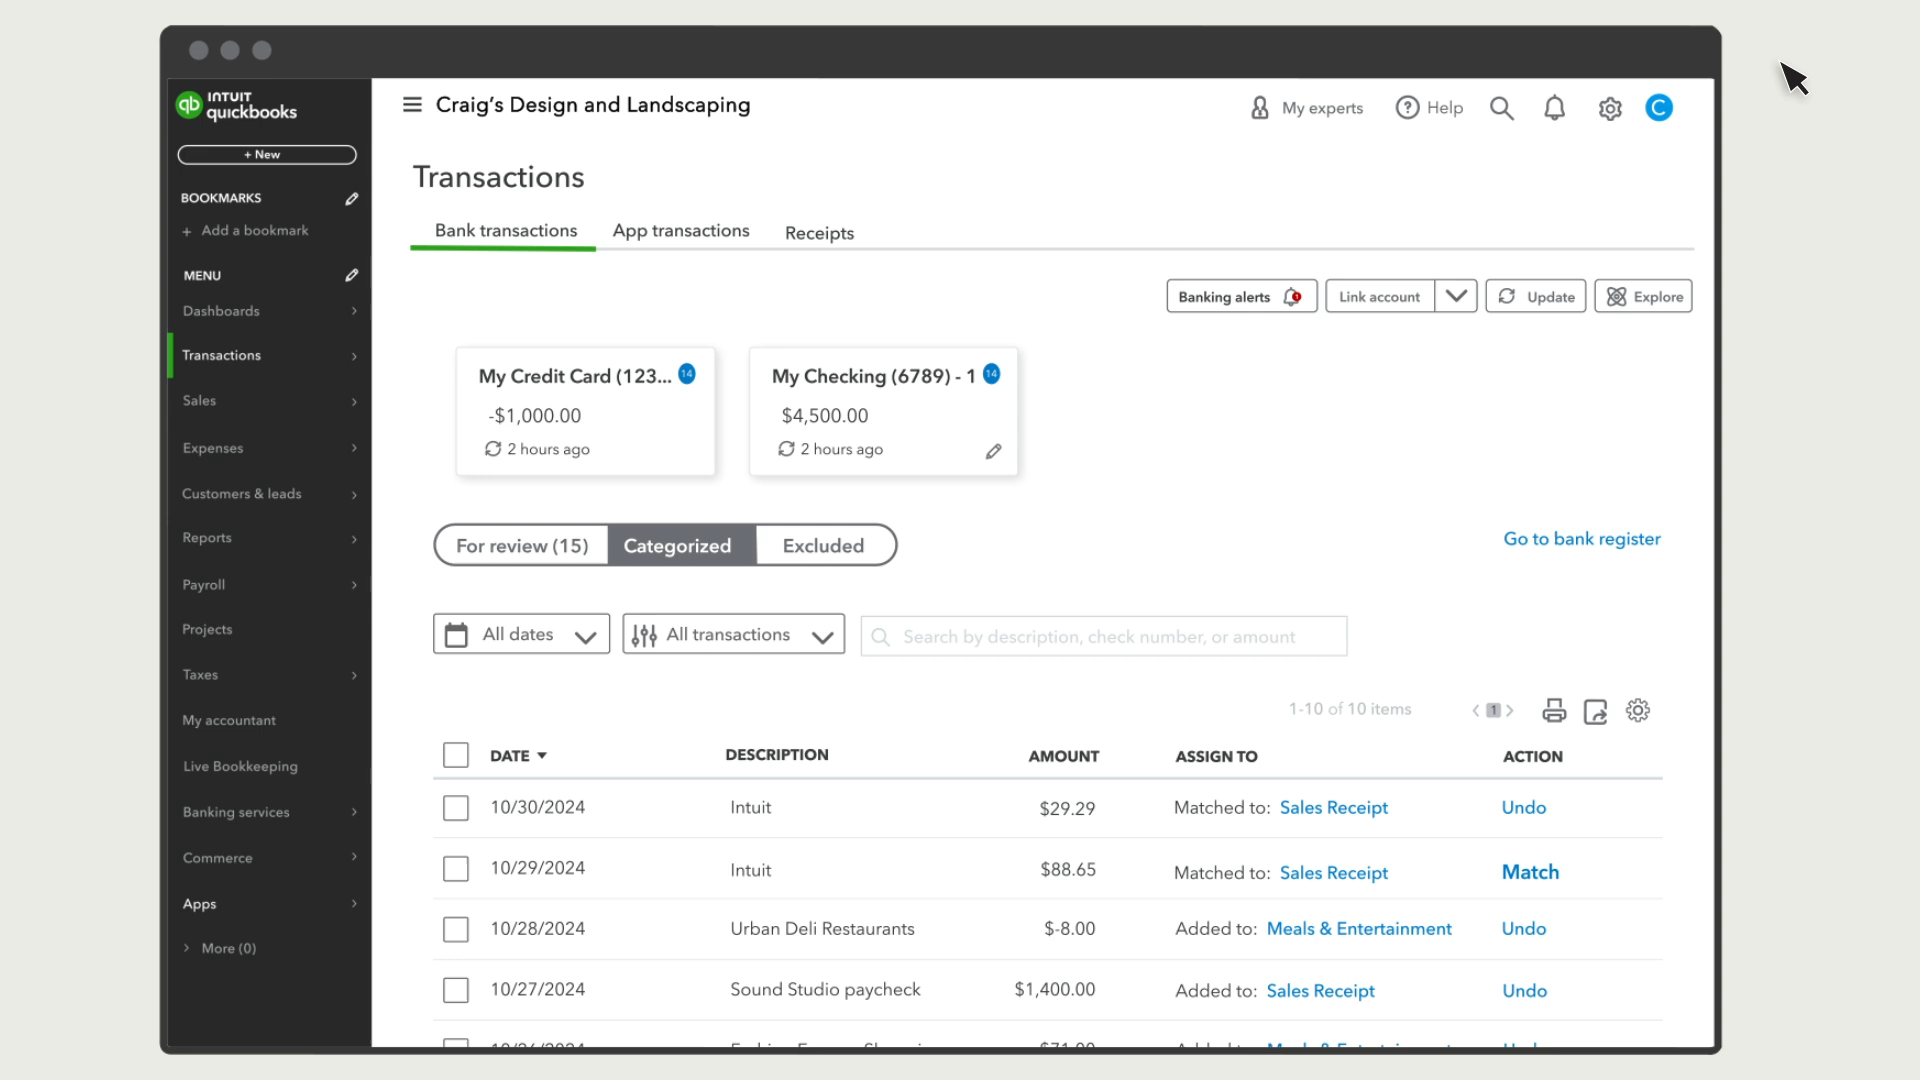 INTUIT
quickbooks
+ New
BOOKMARKS
+ Add a bookmark
MENU
Dashboards
Transactions
Sales
Expenses
Customers & leads
Reports
Payroll
Projects
Taxes
My accountant
Live Bookkeeping
Banking services
Commerce
Apps
More (0)
Craig's Design and Landscaping
My experts
Help
C
Transactions
Bank transactions App transactions Receipts
Banking alerts Link account Update Explore
My Credit Card (123... 14
-$1,000.00
2 hours ago
My Checking (6789) - 1 14
$4,500.00
2 hours ago
For review (15) Categorized Excluded
Go to bank register
All dates All transactions Search by description, check number, or amount
1-10 of 10 items 1
DATE DESCRIPTION AMOUNT ASSIGN TO ACTION
10/30/2024 Intuit $29.29 Matched to: Sales Receipt Undo
10/29/2024 Intuit $88.65 Matched to: Sales Receipt Match
10/28/2024 Urban Deli Restaurants $-8.00 Added to: Meals & Entertainment Undo
10/27/2024 Sound Studio paycheck $1,400.00 Added to: Sales Receipt Undo